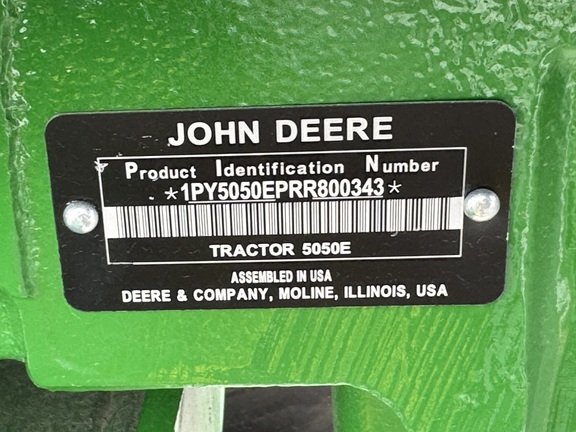 JOHN DEERE
Product Identification Number
*1PY5050EPRR800343*
TRACTOR 5050E
ASSEMBLED IN USA
DEERE & COMPANY, MOLINE, ILLINOIS, USA